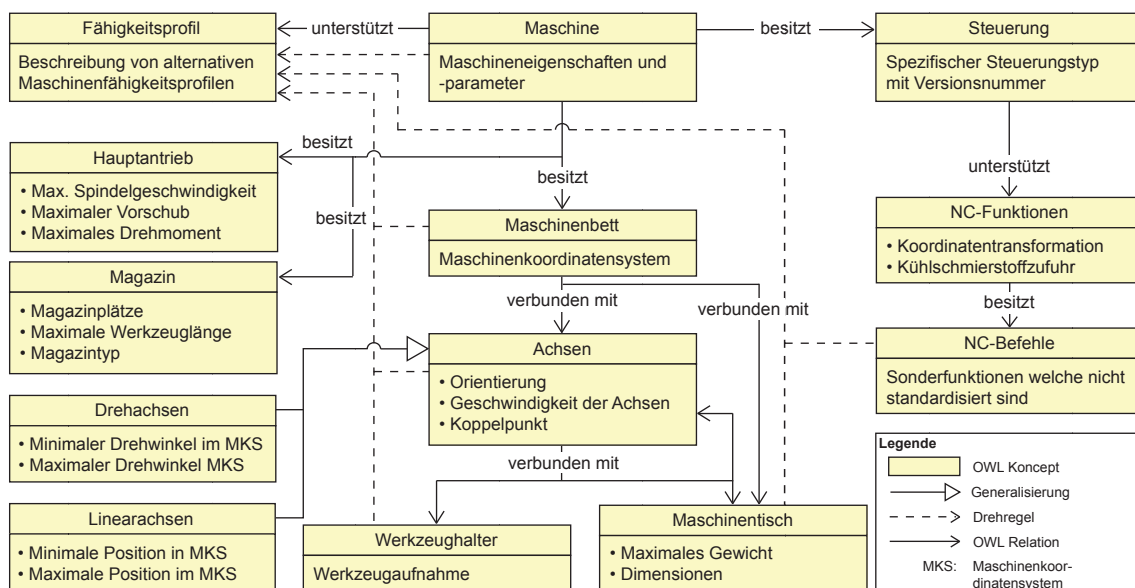 Fähigkeitsprofil
Beschreibung von alternativen
Maschinenfähigkeitsprofilen
unterstützt
Maschine
Maschineneigenschaften und
-parameter
besitzt
Steuerung
Spezifischer Steuerungstyp
mit Versionsnummer
besitzt
Hauptantrieb
• Max. Spindelgeschwindigkeit
• Maximaler Vorschub
• Maximales Drehmoment
besitzt
besitzt
unterstützt
Maschinenbett
Maschinenkoordinatensystem
NC-Funktionen
• Koordinatentransformation
• Kühlschmierstoffzufuhr
Magazin
• Magazinplätze
• Maximale Werkzeuglänge
• Magazintyp
verbunden mit
verbunden mit
besitzt
Achsen
• Orientierung
• Geschwindigkeit der Achsen
• Koppelpunkt
NC-Befehle
Sonderfunktionen welche nicht
standardisiert sind
Drehachsen
• Minimaler Drehwinkel im MKS
• Maximaler Drehwinkel MKS
verbunden mit
Linearachsen
• Minimale Position in MKS
• Maximale Position im MKS
Werkzeughalter
Werkzeugaufnahme
Maschinentisch
• Maximales Gewicht
• Dimensionen
Legende
OWL Koncept
Generalisierung
Drehregel
OWL Relation
MKS: Maschinenkoor-
dinatensystem